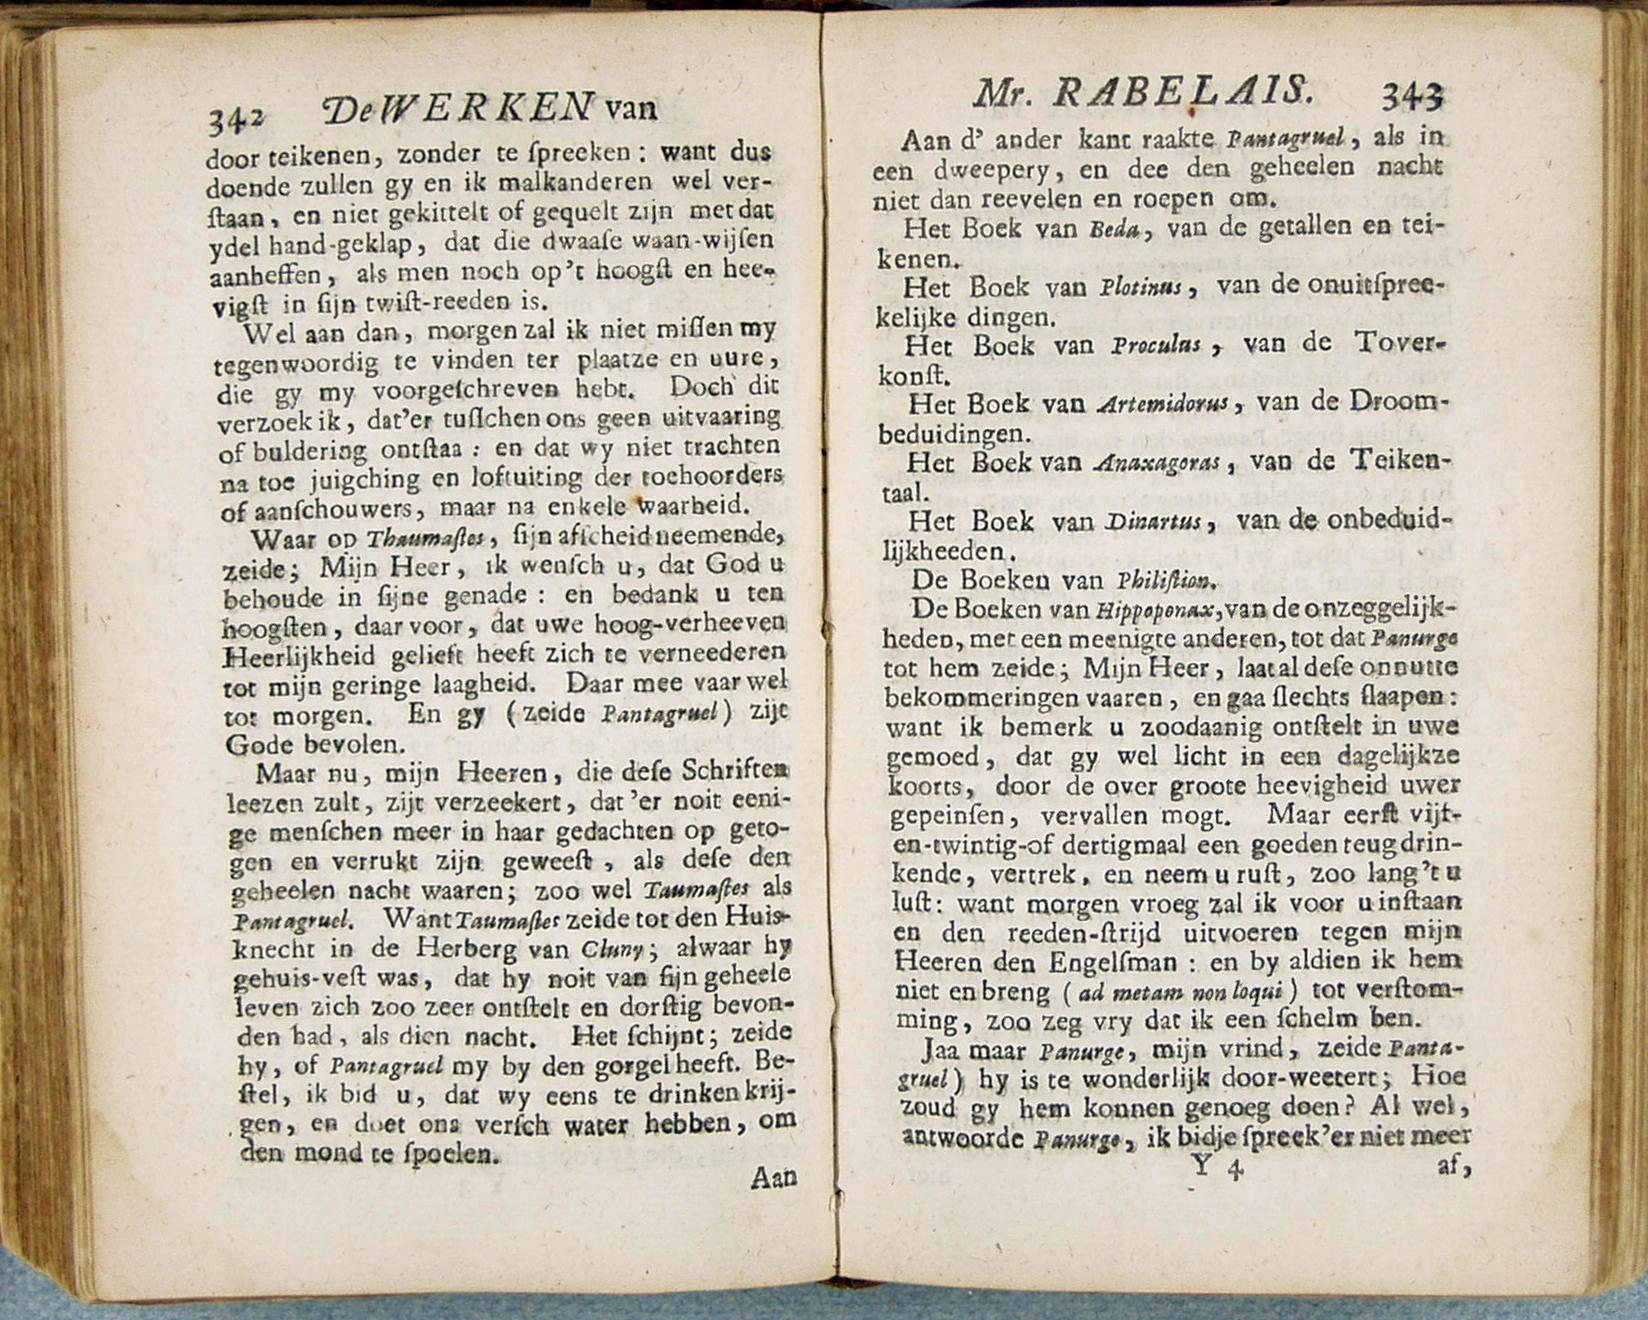 342 De WERKEN van
door teikenen, zonder te ſpreeken: want dus
doende zullen gy en ik malkanderen wel ver-
ſtaan, en niet gekittelt of gequelt zijn met dat
ydel hand-geklap, dat die dwaaſe waan-wijſen
aanheffen, als men noch op't hoogſt en hee-
vigſt in ſijn twiſt-reeden is.
Wel aan dan, morgen zal ik niet miſſen my
tegenwoordig te vinden ter plaatze en uure,
die gy my voorgeſchreven hebt. Doch dit
verzoek ik, dat'er tuſſchen ons geen uitvaaring
of buldering ontſtaa: en dat wy niet trachten
na toe juigching en loftuiting der toehoorders
of aanſchouwers, maar na enkele waarheid.
Waar op Thaumaſtes, ſijn afſcheid neemende,
zeide; Mijn Heer, ik wenſch u, dat God u
behoude in ſijne genade: en bedank u ten
hoogſten, daar voor, dat uwe hoog-verheeven
Heerlijkheid gelieft heeft zich te verneederen
tot mijn geringe laagheid. Daar mee vaar wel
tot morgen. En gy (zeide Pantagruel) zijt
Gode bevolen.
Maar nu, mijn Heeren, die deſe Schriften
leezen zult, zijt verzeekert, dat'er noit eeni-
ge menſchen meer in haar gedachten op geto-
gen en verrukt zijn geweeſt, als deſe den
geheelen nacht waaren; zoo wel Taumaſtes als
Pantagruel. Want Taumaſtes zeide tot den Huis-
knecht in de Herberg van Cluny; alwaar hy
gehuis-veſt was, dat hy noit van ſijn geheele
leven zich zoo zeer ontſtelt en dorſtig bevon-
den had, als dien nacht. Het ſchijnt; zeide
hy, of Pantagruel my by den gorgel heeft. Be-
ſtel, ik bid u, dat wy eens te drinken krij-
gen, en doet ons verſch water hebben, om
den mond te ſpoelen.
Aan
Mr. RABELAIS. 343
Aan d' ander kant raakte Pantagruel, als in
een dweepery, en dee den geheelen nacht
niet dan reevelen en roepen om.
Het Boek van Beda, van de getallen en tei-
kenen.
Het Boek van Plotinus, van de onuitſpree-
kelijke dingen.
Het Boek van Proculus, van de Tover-
konſt.
Het Boek van Artemidorus, van de Droom-
beduidingen.
Het Boek van Anaxagoras, van de Teiken-
taal.
Het Boek van Dinartus, van de onbeduid-
lijkheeden.
De Boeken van Philiſtion.
De Boeken van Hippoponax, van de onzeggelijk-
heden, met een meenigte anderen, tot dat Panurge
tot hem zeide; Mijn Heer, laat al deſe onnutte
bekommeringen vaaren, en gaa ſlechts ſlaapen:
want ik bemerk u zoodaanig ontſtelt in uwe
gemoed, dat gy wel licht in een dagelijkze
koorts, door de over groote heevigheid uwer
gepeinſen, vervallen mogt. Maar eerſt vijf-
en-twintig-of dertigmaal een goeden teug drin-
kende, vertrek, en neem u ruſt, zoo lang't u
luſt: want morgen vroeg zal ik voor u inſtaan
en den reeden-ſtrijd uitvoeren tegen mijn
Heeren den Engelſman: en by aldien ik hem
niet en breng (ad metam non loqui) tot verſtom-
ming, zoo zeg vry dat ik een ſchelm ben.
Jaa maar Panurge, mijn vrind, zeide Panta-
gruel) hy is te wonderlijk door-weetert; Hoe
zoud gy hem konnen genoeg doen? Al wel,
antwoorde Panurge, ik bidje ſpreek'er niet meer
Y 4 af,